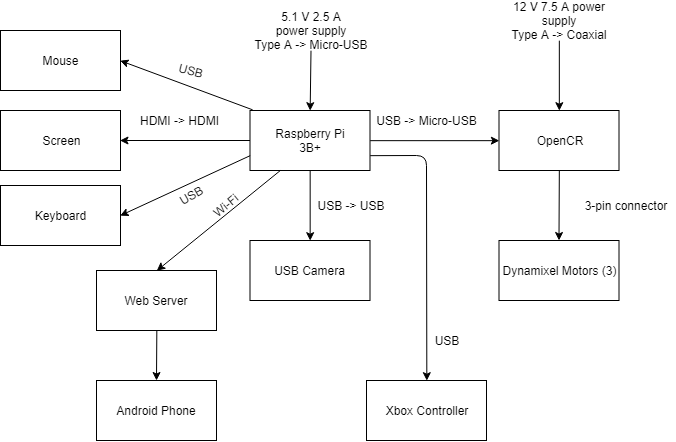 5.1 V 2.5 A
power supply
Type A -> Micro-USB
12 V 7.5 A power
supply
Type A -> Coaxial
Mouse
USB
Screen
HDMI -> HDMI
Raspberry Pi
3B+
USB -> Micro-USB
OpenCR
Keyboard
USB
Wi-Fi
USB -> USB
3-pin connector
Web Server
USB Camera
Dynamixel Motors (3)
USB
Android Phone
Xbox Controller